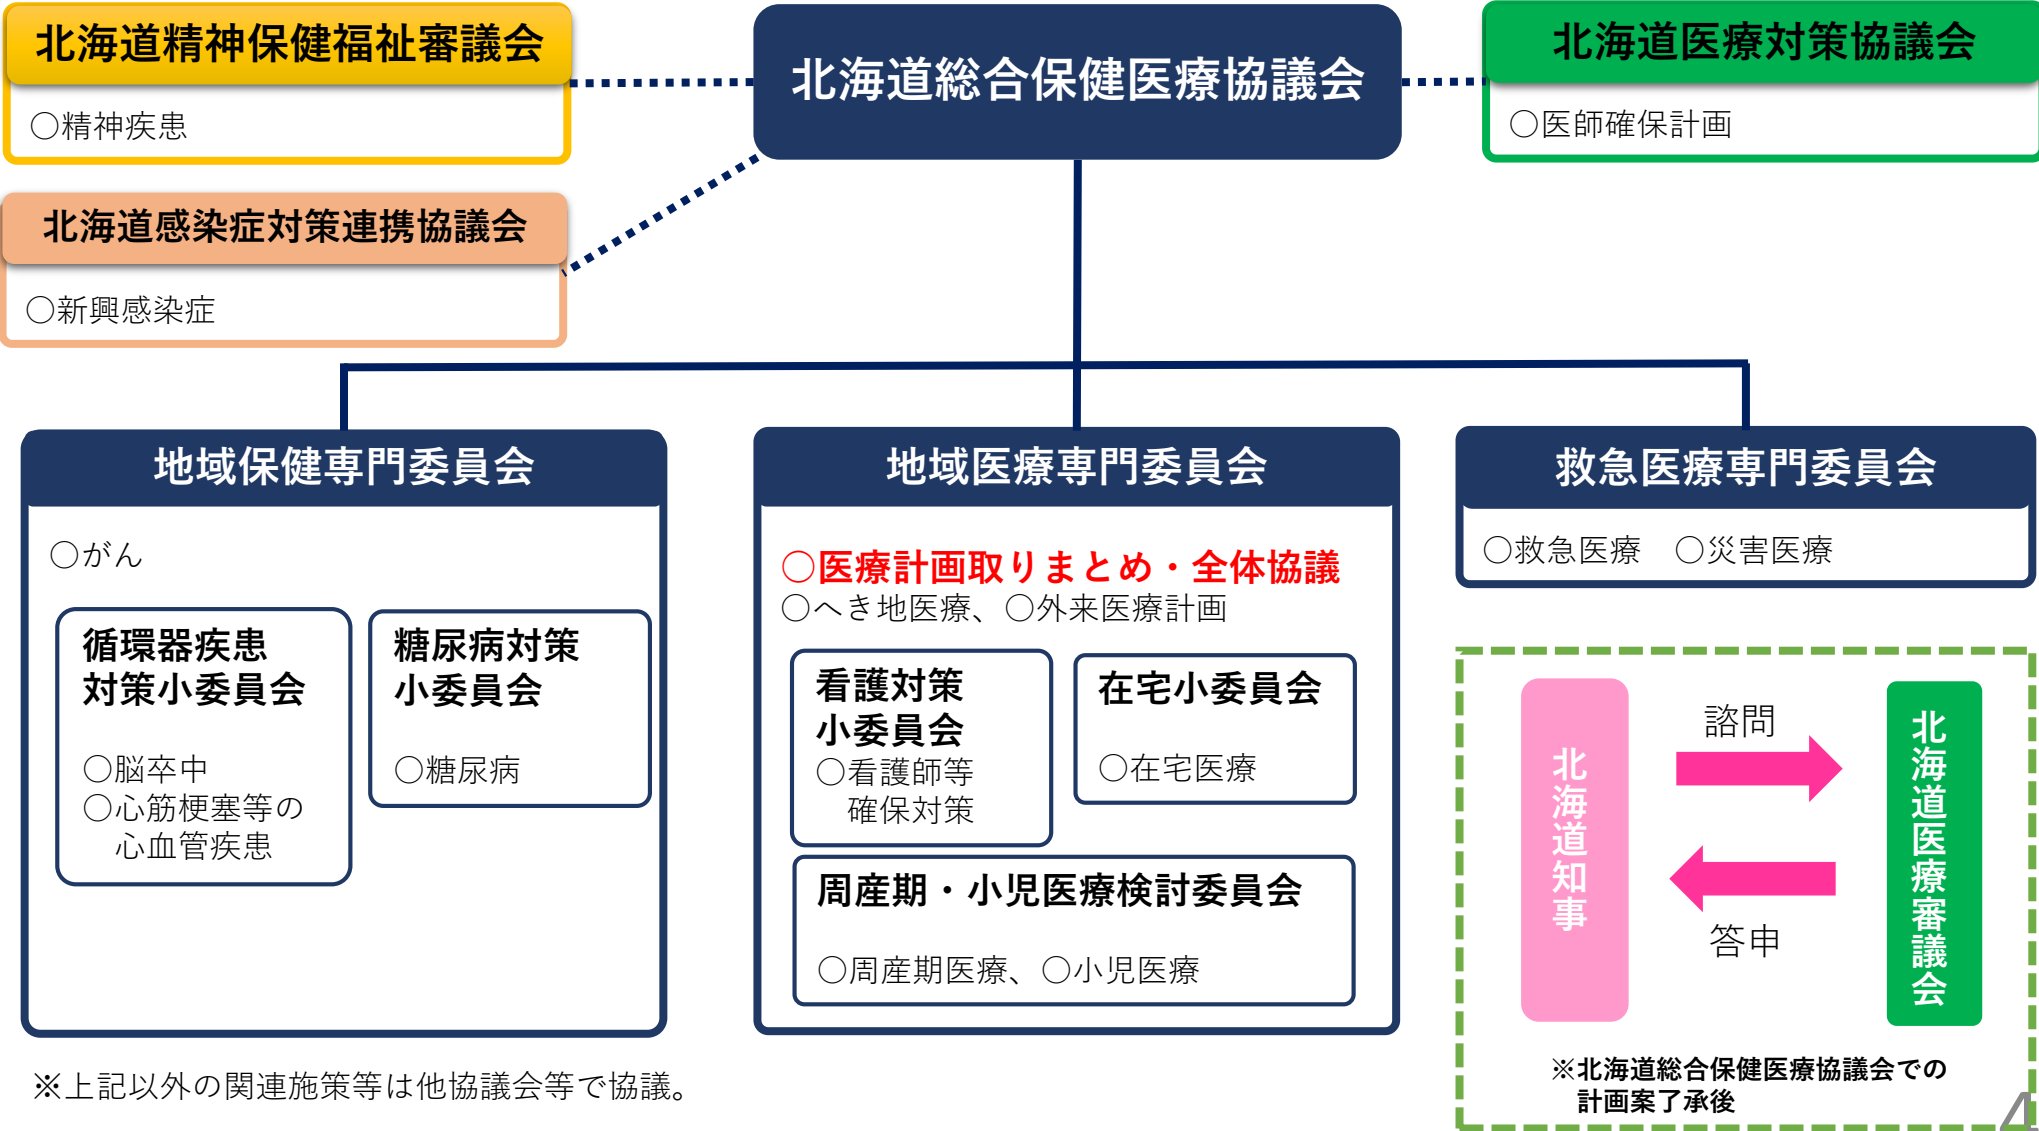 北海道精神保健福祉審議会
○精神疾患
北海道総合保健医療協議会
北海道医療対策協議会
○医師確保計画
北海道感染症対策連携協議会
○新興感染症
地域保健専門委員会
○がん
循環器疾患
対策小委員会
○脳卒中
○心筋梗塞等の
心血管疾患
糖尿病対策
小委員会
○糖尿病
地域医療専門委員会
○医療計画取りまとめ・全体協議
○へき地医療、○外来医療計画
看護対策
小委員会
○看護師等
確保対策
在宅小委員会
○在宅医療
周産期・小児医療検討委員会
○周産期医療、○小児医療
救急医療専門委員会
○救急医療　○災害医療
北海道知事
諮問
答申
北海道医療審議会
※北海道総合保健医療協議会での
計画案了承後
※上記以外の関連施策等は他協議会等で協議。
4